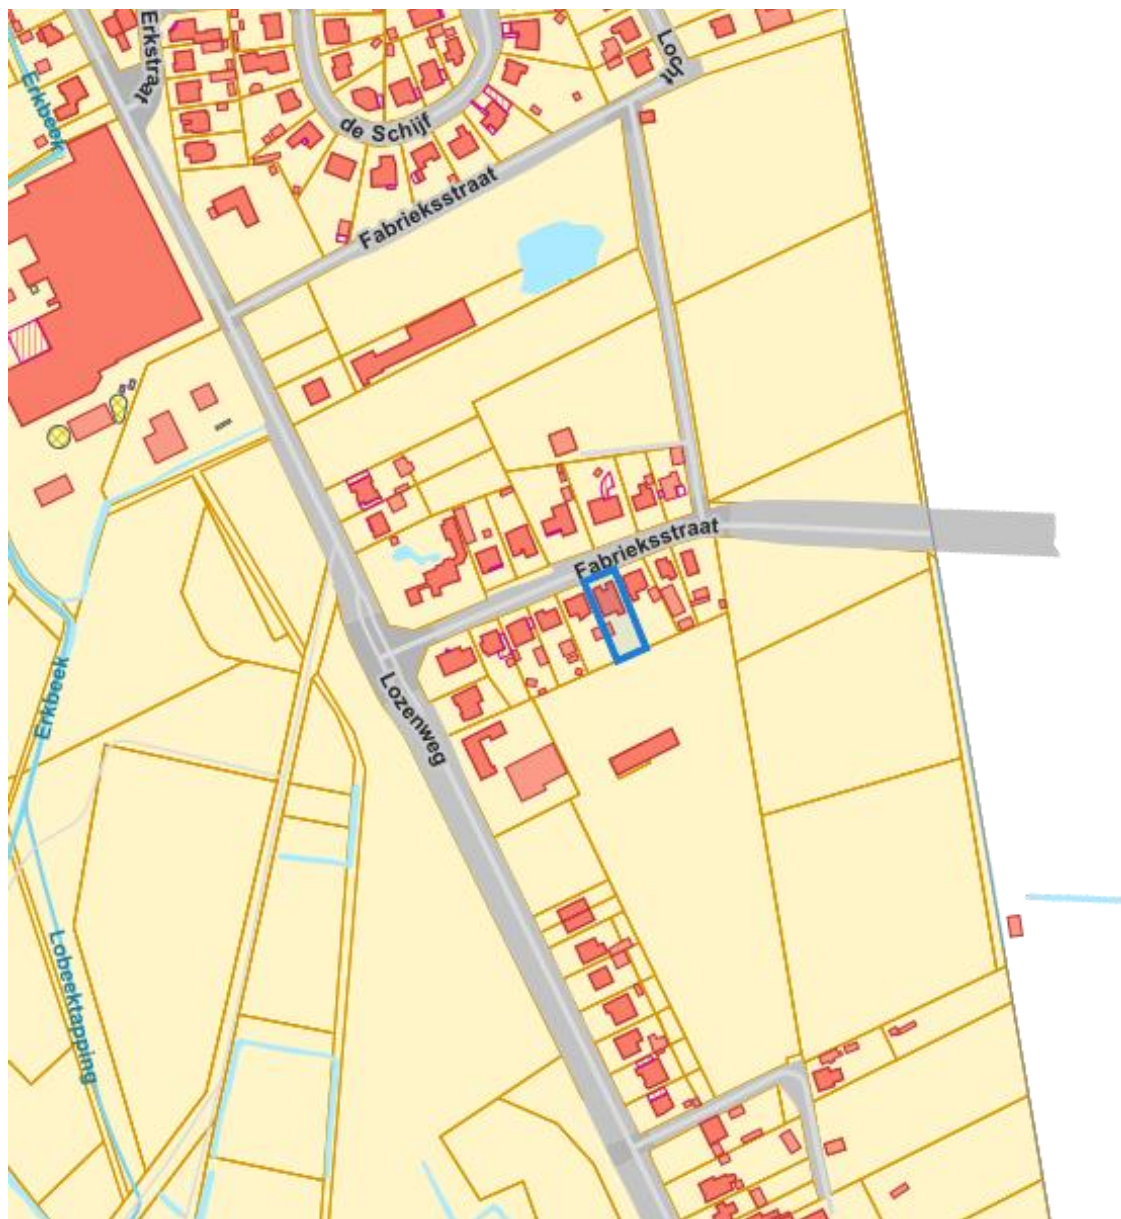 Erkstraat
Locht
Erkbeek
de Schijf
Fabrieksstraat
Fabrieksstraat
Erkbeek
Lozenweg
Lobeektapping